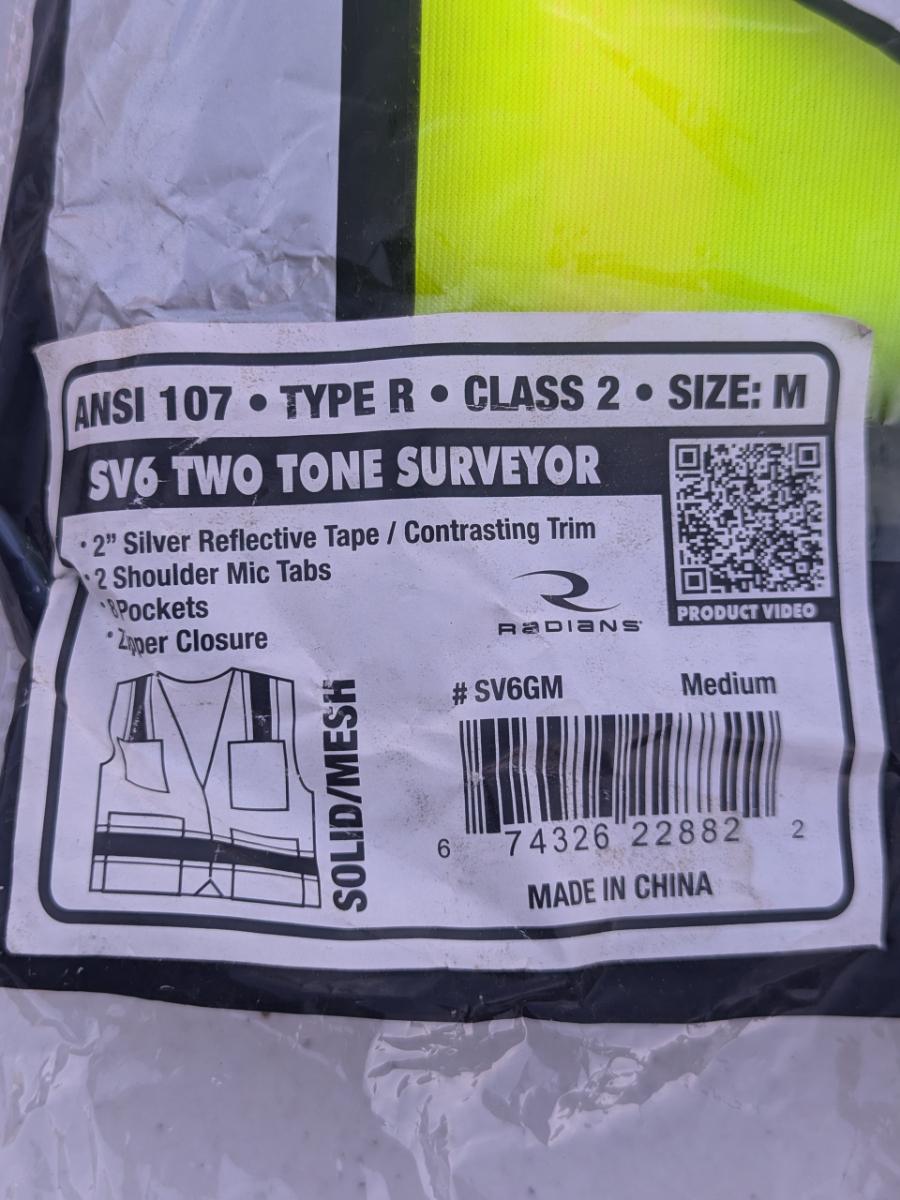 ANSI 107 • TYPE R • CLASS 2 • SIZE: M
SV6 TWO TONE SURVEYOR
• 2" Silver Reflective Tape / Contrasting Trim
• 2 Shoulder Mic Tabs
• 8 Pockets
• Zipper Closure
RADIANS
PRODUCT VIDEO
SOLID/MESH
# SV6GM Medium
6 74326 22882 2
MADE IN CHINA